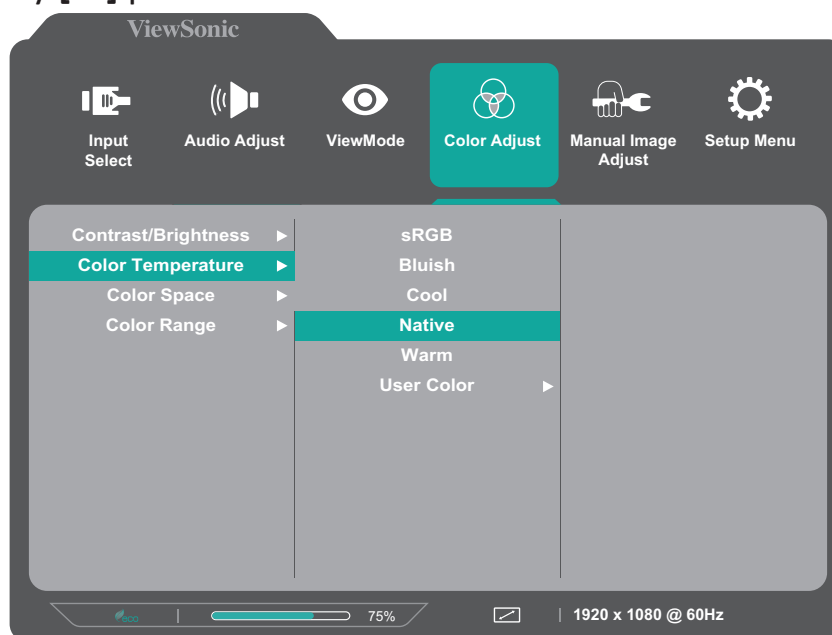 ViewSonic
Input Select
Audio Adjust
ViewMode
Color Adjust
Manual Image Adjust
Setup Menu
Contrast/Brightness
Color Temperature
Color Space
Color Range
sRGB
Bluish
Cool
Native
Warm
User Color
eco
75%
1920 x 1080 @ 60Hz